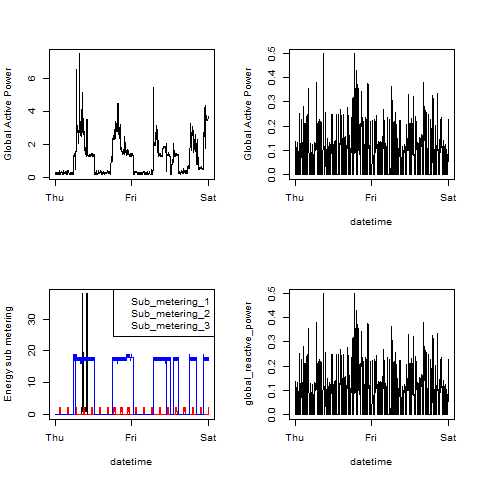 Global Active Power
0 2 4 6
Thu Fri Sat
Global Active Power
0.0 0.1 0.2 0.3 0.4 0.5
Thu Fri Sat
datetime
Energy sub metering
0 10 20 30
Sub_metering_1
Sub_metering_2
Sub_metering_3
Thu Fri Sat
datetime
global_reactive_power
0.0 0.1 0.2 0.3 0.4 0.5
Thu Fri Sat
datetime